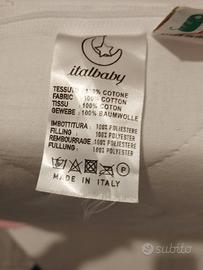 italbaby
TESSUTO : 100% COTONE
FABRIC : 100% COTTON
TISSU : 100% COTON
GEWEBE : 100% BAUMWOLLE
IMBOTTITURA : 100% POLIESTERE
FILLING : 100% POLYESTER
REMBOURRAGE : 100% POLYESTER
FULLUNG : 100% POLYESTER
P
MADE IN ITALY
subito